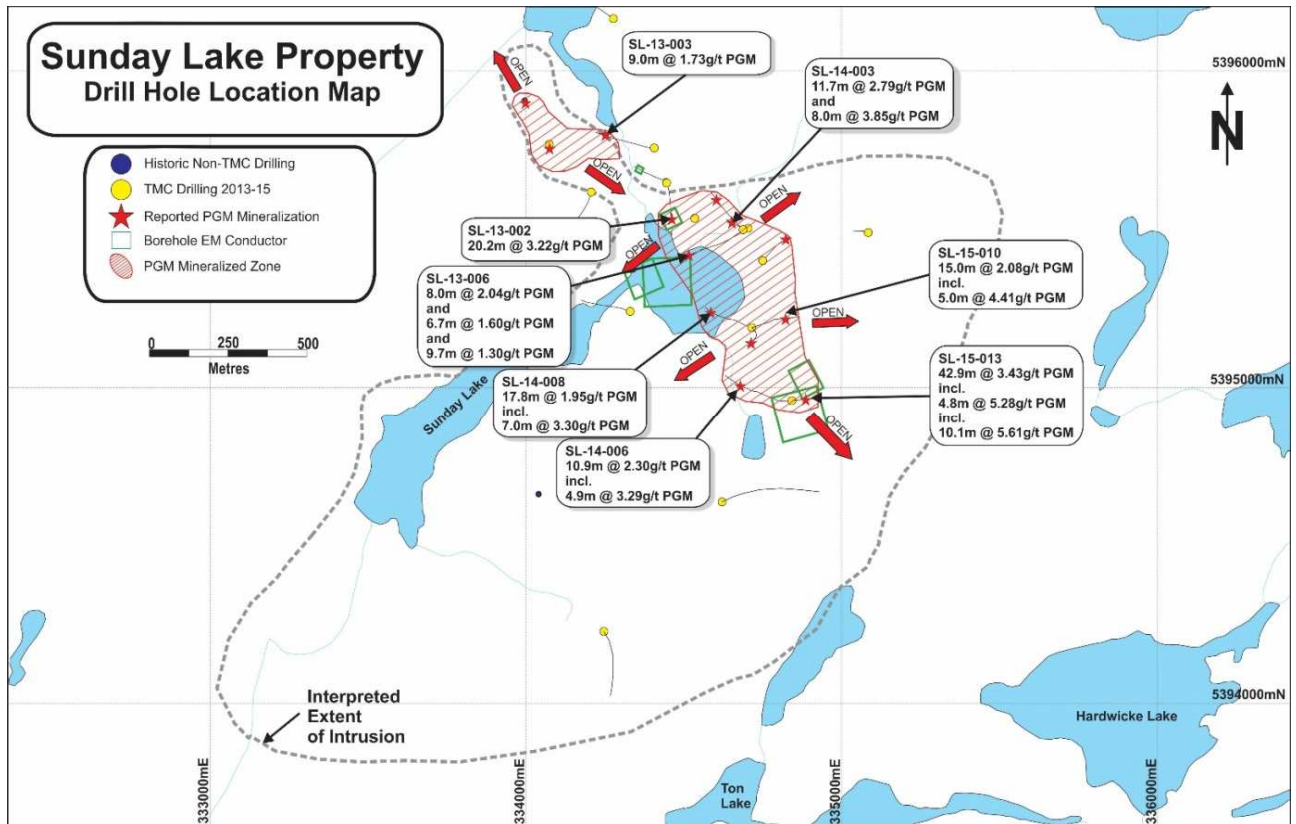 Sunday Lake Property
Drill Hole Location Map
Historic Non-TMC Drilling
TMC Drilling 2013-15
Reported PGM Mineralization
Borehole EM Conductor
PGM Mineralized Zone
0 250 500
Metres
OPEN
SL-13-003
9.0m @ 1.73g/t PGM
SL-14-003
11.7m @ 2.79g/t PGM
and
8.0m @ 3.85g/t PGM
5396000mN
N
OPEN
OPEN
SL-13-002
20.2m @ 3.22g/t PGM
OPEN
SL-13-006
8.0m @ 2.04g/t PGM
and
6.7m @ 1.60g/t PGM
and
9.7m @ 1.30g/t PGM
SL-15-010
15.0m @ 2.08g/t PGM
incl.
5.0m @ 4.41g/t PGM
OPEN
OPEN
SL-14-008
17.8m @ 1.95g/t PGM
incl.
7.0m @ 3.30g/t PGM
SL-15-013
42.9m @ 3.43g/t PGM
incl.
4.8m @ 5.28g/t PGM
incl.
10.1m @ 5.61g/t PGM
5395000mN
Sunday Lake
OPEN
SL-14-006
10.9m @ 2.30g/t PGM
incl.
4.9m @ 3.29g/t PGM
Interpreted
Extent
of Intrusion
5394000mN
Hardwicke Lake
Ton
Lake
333000mE
334000mE
335000mE
336000mE